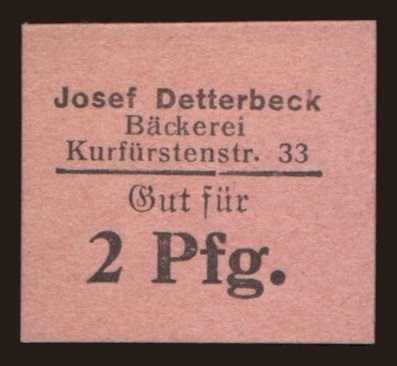 Josef Detterbeck
Bäckerei
Kurfürstenstr. 33
Gut für
2 Pfg.